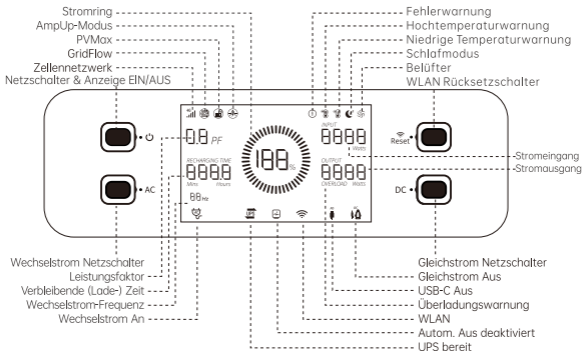 Stromring
AmpUp-Modus
PVMax
GridFlow
Zellennetzwerk
Netzschalter & Anzeige EIN/AUS
Fehlerwarnung
Hochtemperaturwarnung
Niedrige Temperaturwarnung
Schlafmodus
Belüfter
WLAN Rücksetzschalter
8.8 PF
INPUT
8888
Watts
Reset
188%
RECHARGING TIME
8888
Mins Hours
OUTPUT
8888
OVERLOAD Watts
Stromeingang
Stromausgang
AC
DC
88 Hz
Wechselstrom Netzschalter
Leistungsfaktor
Verbleibende (Lade-) Zeit
Wechselstrom-Frequenz
Wechselstrom An
Gleichstrom Netzschalter
Gleichstrom Aus
USB-C Aus
Überladungswarnung
WLAN
Autom. Aus deaktiviert
UPS bereit